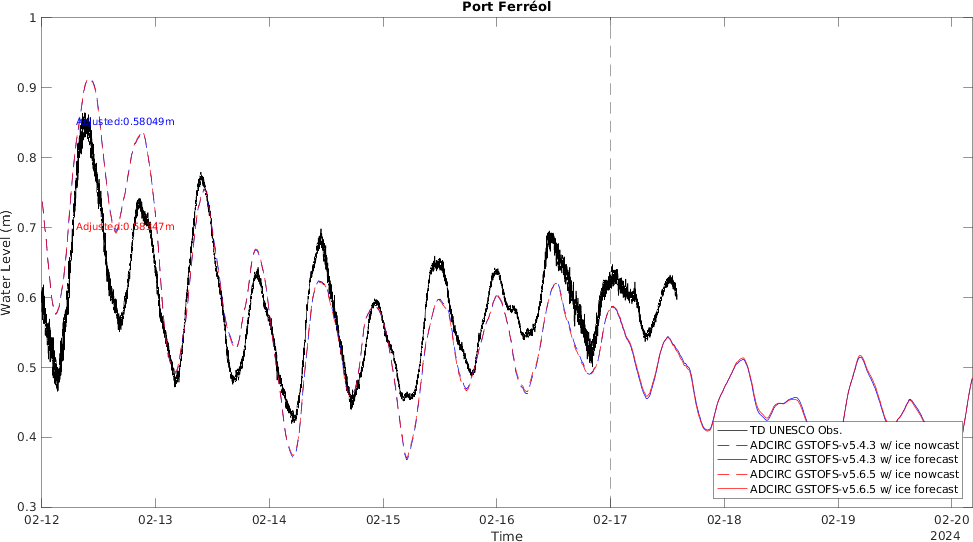 Port Ferréol
Water Level (m)
1
0.9
0.8
0.7
0.6
0.5
0.4
0.3
Adjusted:0.58049m
TD UNESCO Obs.
ADCIRC GSTOFS-v5.4.3 w/ ice nowcast
ADCIRC GSTOFS-v5.4.3 w/ ice forecast
ADCIRC GSTOFS-v5.6.5 w/ ice nowcast
ADCIRC GSTOFS-v5.6.5 w/ ice forecast
02-12
02-13
02-14
02-15
02-16
02-17
02-18
02-19
02-20
Time
2024